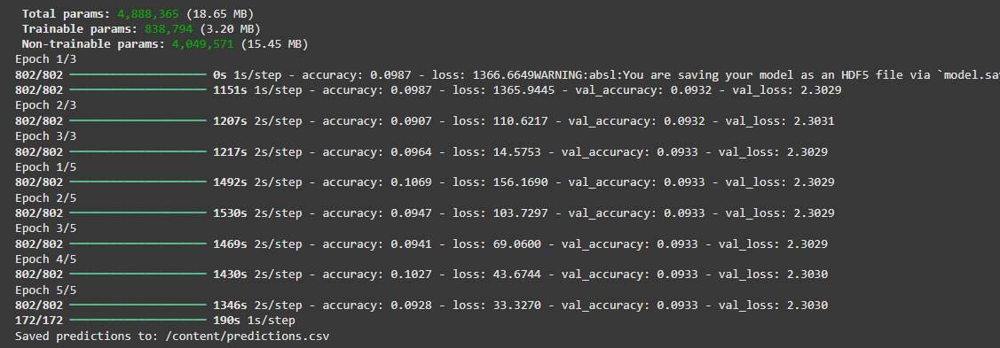 Total params: 4,888,365 (18.65 MB)
Trainable params: 838,794 (3.20 MB)
Non-trainable params: 4,049,571 (15.45 MB)
Epoch 1/3
802/802 ━━━━━━━━━━━━━━━━━━━━ 0s 1s/step - accuracy: 0.0987 - loss: 1366.6649WARNING:absl:You are saving your model as an HDF5 file via `model.sav
802/802 ━━━━━━━━━━━━━━━━━━━━ 1151s 1s/step - accuracy: 0.0987 - loss: 1365.9445 - val_accuracy: 0.0932 - val_loss: 2.3029
Epoch 2/3
802/802 ━━━━━━━━━━━━━━━━━━━━ 1207s 2s/step - accuracy: 0.0907 - loss: 110.6217 - val_accuracy: 0.0932 - val_loss: 2.3031
Epoch 3/3
802/802 ━━━━━━━━━━━━━━━━━━━━ 1217s 2s/step - accuracy: 0.0964 - loss: 14.5753 - val_accuracy: 0.0933 - val_loss: 2.3029
Epoch 1/5
802/802 ━━━━━━━━━━━━━━━━━━━━ 1492s 2s/step - accuracy: 0.1069 - loss: 156.1690 - val_accuracy: 0.0933 - val_loss: 2.3029
Epoch 2/5
802/802 ━━━━━━━━━━━━━━━━━━━━ 1530s 2s/step - accuracy: 0.0947 - loss: 103.7297 - val_accuracy: 0.0933 - val_loss: 2.3029
Epoch 3/5
802/802 ━━━━━━━━━━━━━━━━━━━━ 1469s 2s/step - accuracy: 0.0941 - loss: 69.0600 - val_accuracy: 0.0933 - val_loss: 2.3029
Epoch 4/5
802/802 ━━━━━━━━━━━━━━━━━━━━ 1430s 2s/step - accuracy: 0.1027 - loss: 43.6744 - val_accuracy: 0.0933 - val_loss: 2.3030
Epoch 5/5
802/802 ━━━━━━━━━━━━━━━━━━━━ 1346s 2s/step - accuracy: 0.0928 - loss: 33.3270 - val_accuracy: 0.0933 - val_loss: 2.3030
172/172 ━━━━━━━━━━━━━━━━━━━━ 190s 1s/step
Saved predictions to: /content/predictions.csv